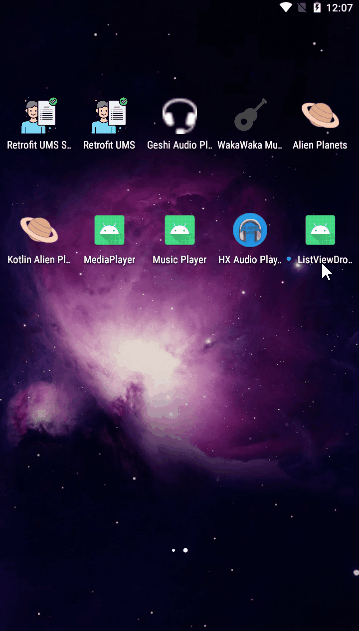 12:07
Retrofit UMS S..
Retrofit UMS
Geshi Audio Pl..
WakaWaka Mu..
Alien Planets
Kotlin Alien Pl..
MediaPlayer
Music Player
HX Audio Play..
ListViewDro..